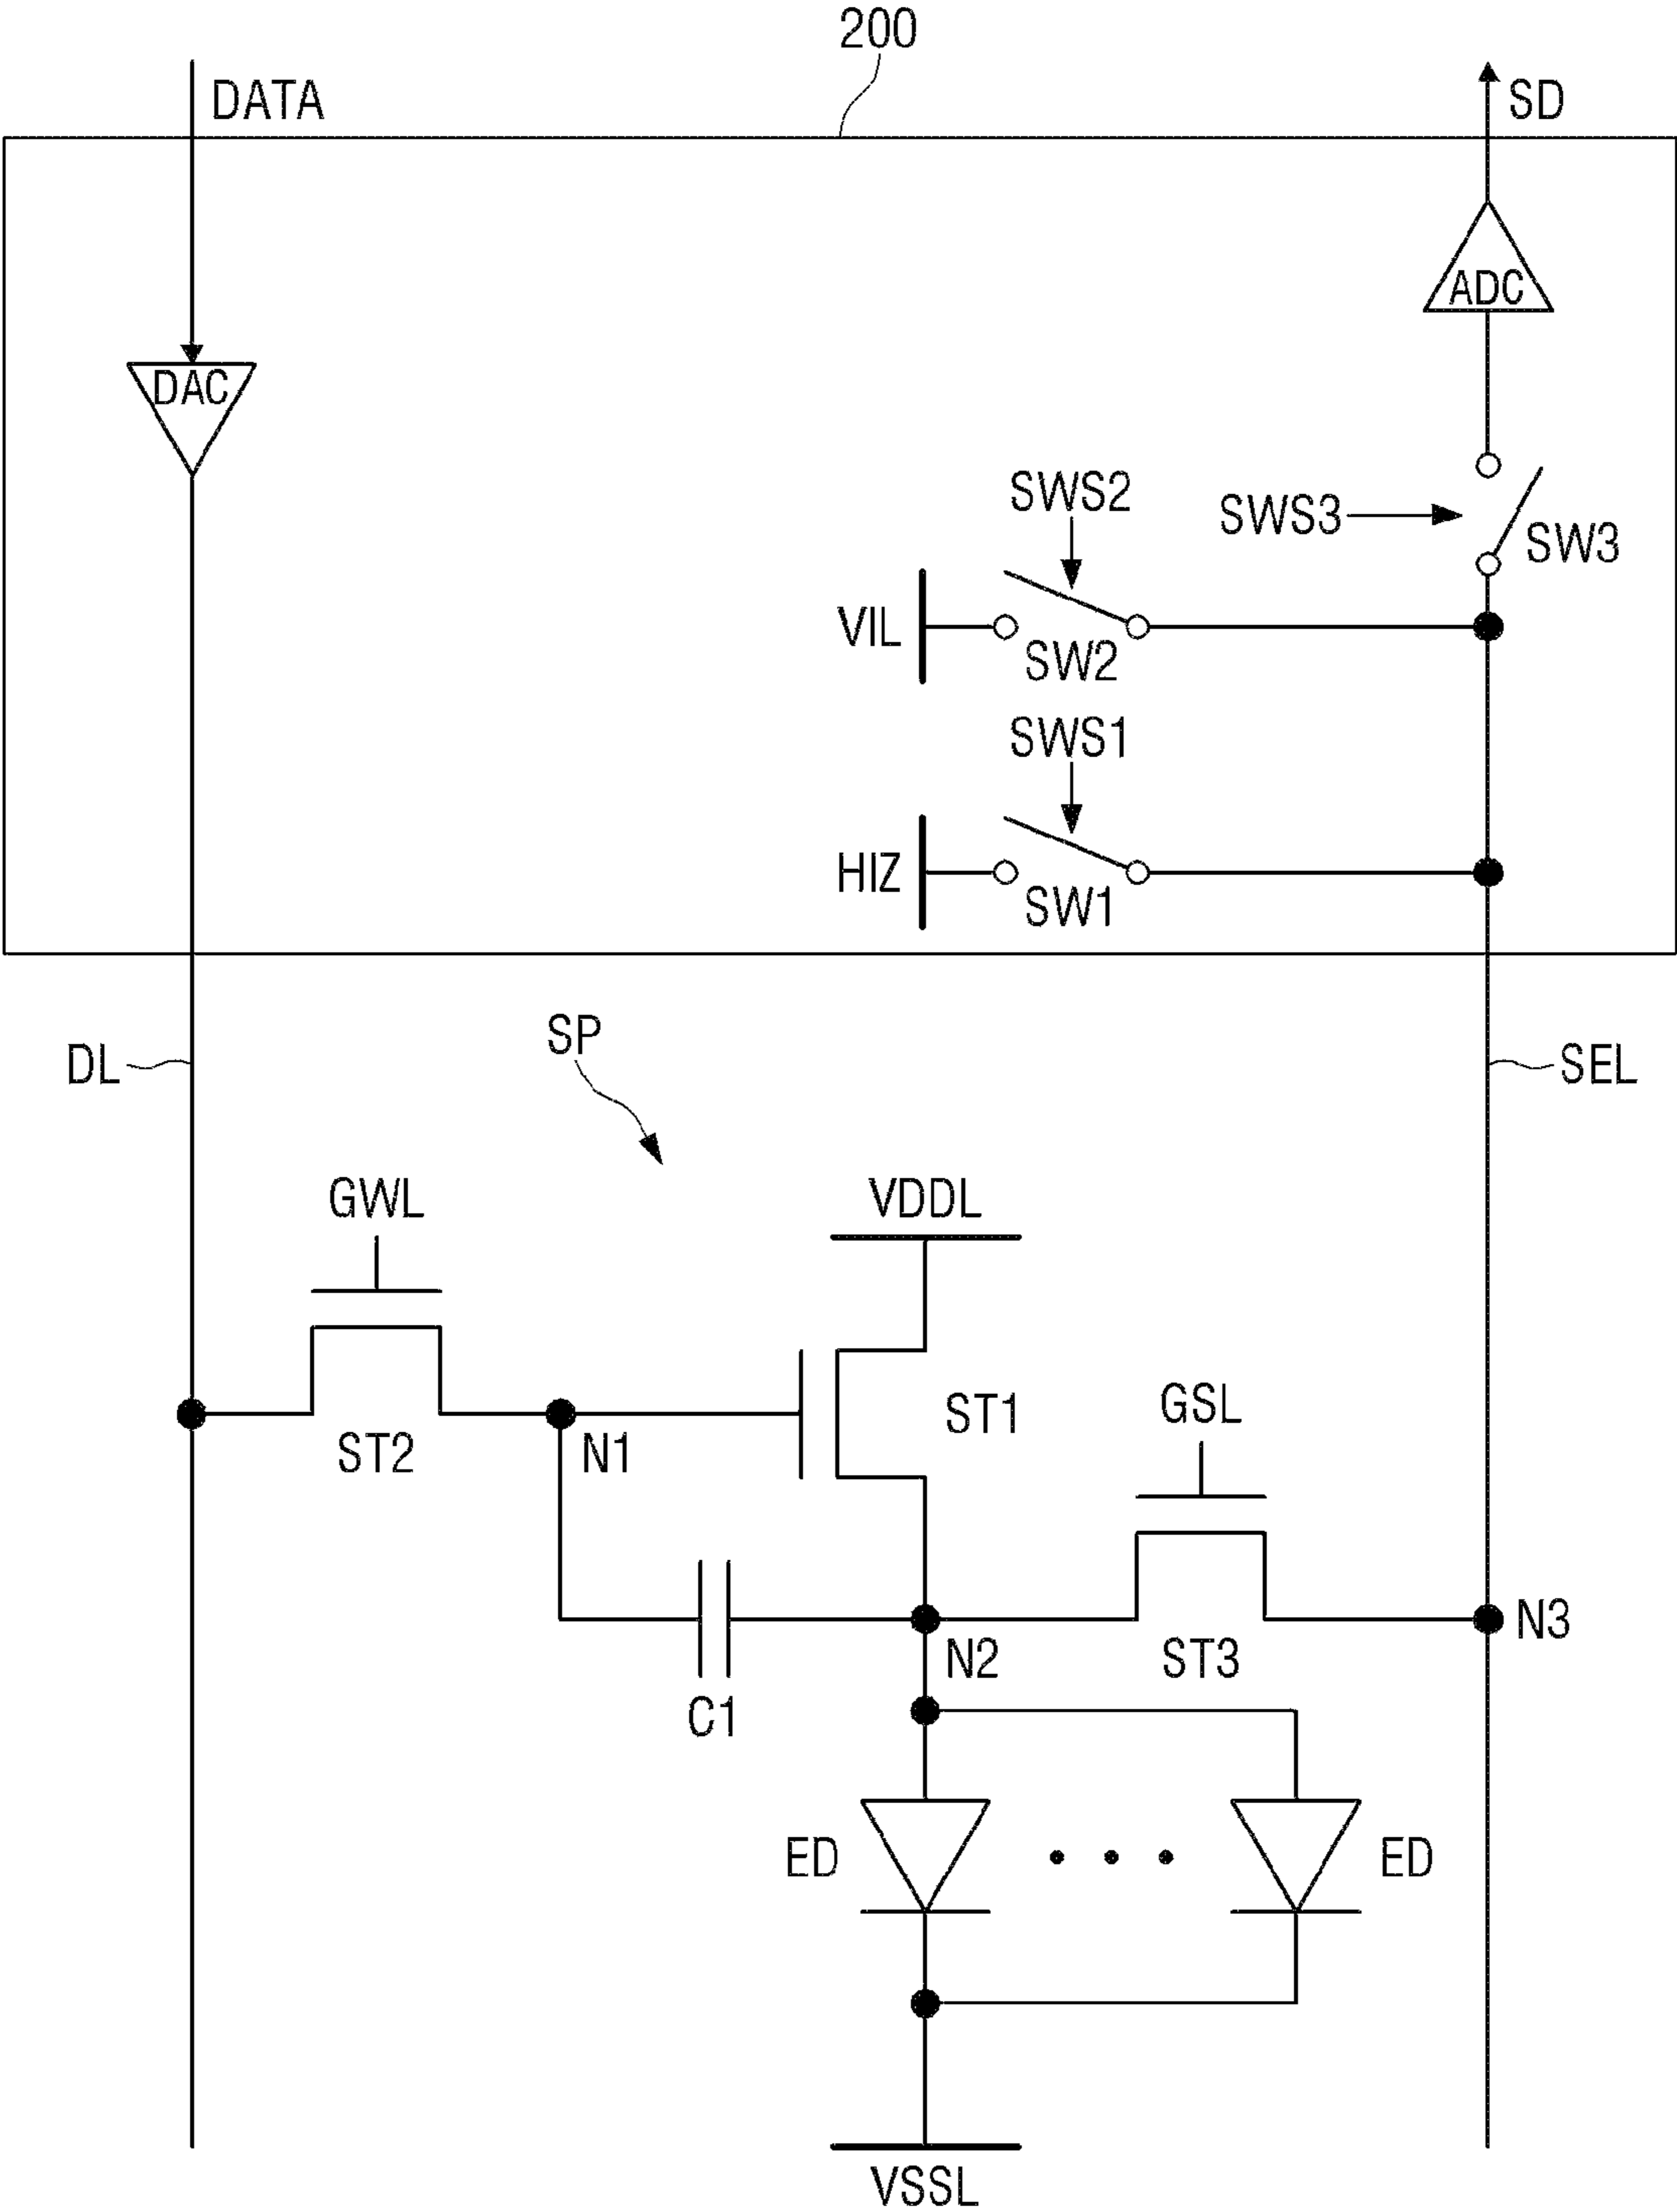 200
DATA
SD
ADC
DAC
SWS2
SWS3
SW3
VIL
SW2
SWS1
HIZ
SW1
SP
DL
SEL
GWL
VDDL
GSL
ST1
ST2
N1
N3
N2
ST3
C1
ED
ED
VSSL